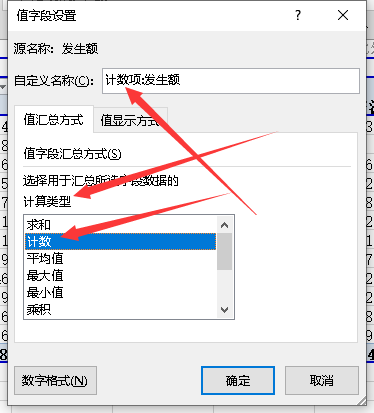 值字段设置
源名称：发生额
自定义名称(C)： 计数项:发生额
值汇总方式 值显示方式
值字段汇总方式(S)
选择用于汇总所选字段数据的
计算类型
求和
计数
平均值
最大值
最小值
乘积
数字格式(N) 确定 取消